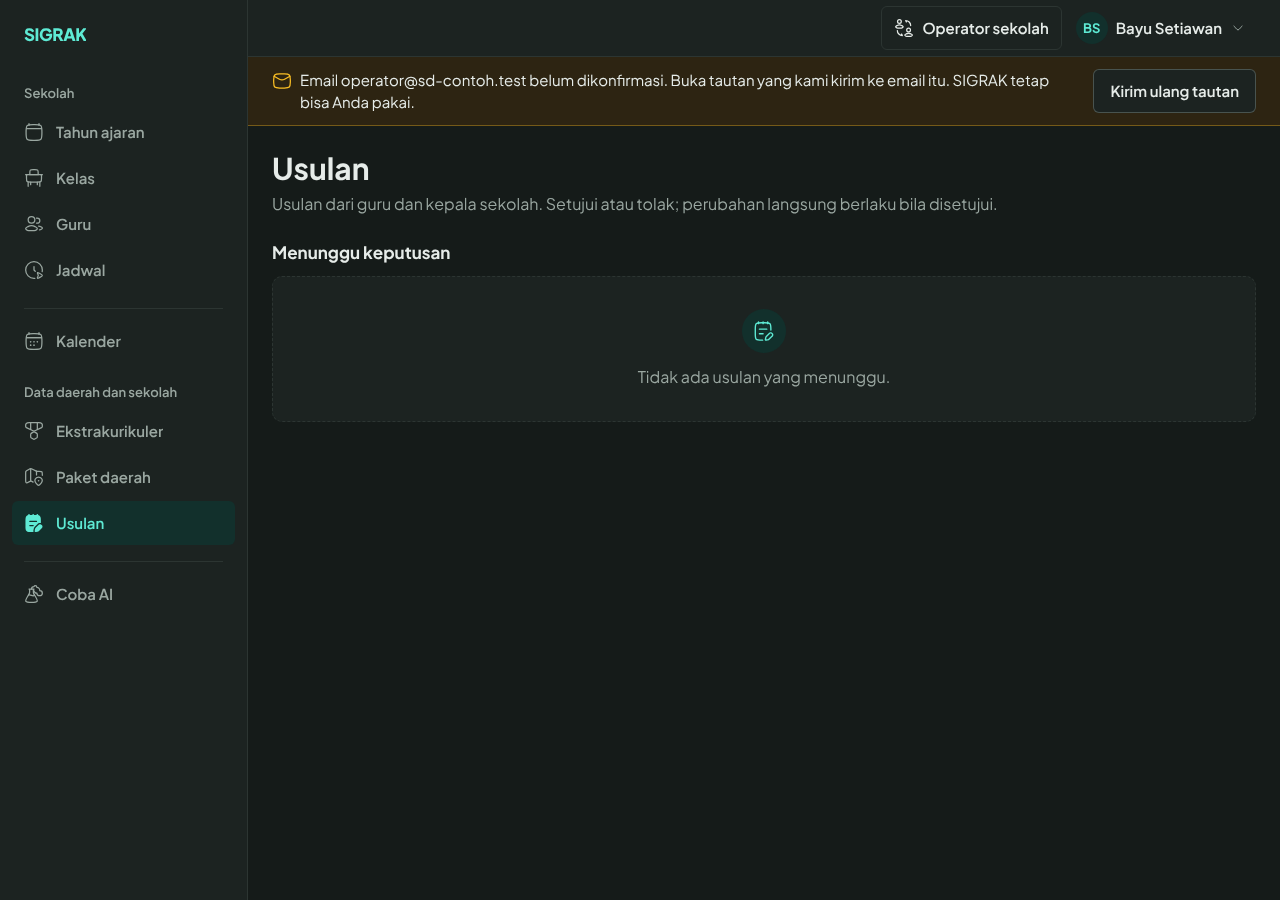 SIGRAK
Operator sekolah
BS
Bayu Setiawan
Email operator@sd-contoh.test belum dikonfirmasi. Buka tautan yang kami kirim ke email itu. SIGRAK tetap
bisa Anda pakai.
Kirim ulang tautan
Sekolah
Tahun ajaran
Kelas
Guru
Jadwal
Kalender
Data daerah dan sekolah
Ekstrakurikuler
Paket daerah
Usulan
Coba AI
Usulan
Usulan dari guru dan kepala sekolah. Setujui atau tolak; perubahan langsung berlaku bila disetujui.
Menunggu keputusan
Tidak ada usulan yang menunggu.